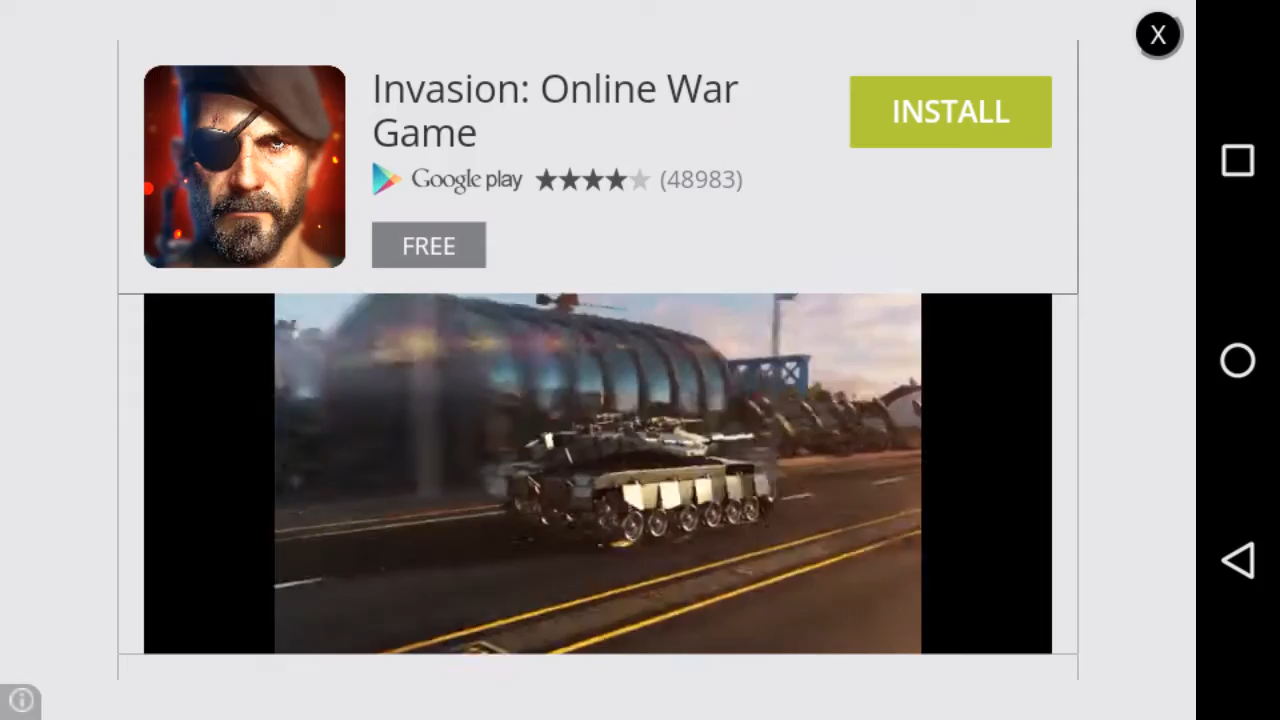 X
Invasion: Online War
Game
INSTALL
Google play (48983)
FREE